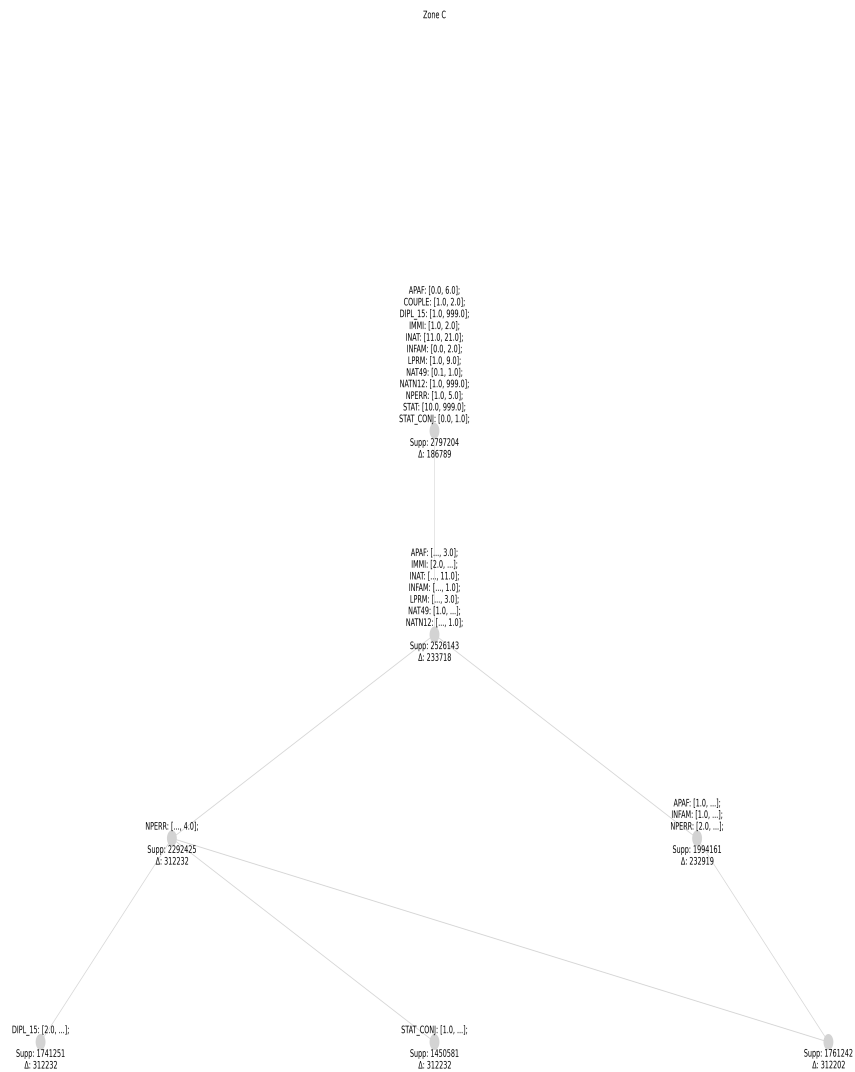 Zone C
APAF: [0.0, 6.0];
COUPLE: [1.0, 2.0];
DIPL_15: [1.0, 999.0];
IMMI: [1.0, 2.0];
INAT: [11.0, 21.0];
INFAM: [0.0, 2.0];
LPRM: [1.0, 9.0];
NAT49: [0.1, 1.0];
NATN12: [1.0, 999.0];
NPERR: [1.0, 5.0];
STAT: [10.0, 999.0];
STAT_CONJ: [0.0, 1.0];
Supp: 2797204
Δ: 186789
APAF: [..., 3.0];
IMMI: [2.0, ...];
INAT: [..., 11.0];
INFAM: [..., 1.0];
LPRM: [..., 3.0];
NAT49: [1.0, ...];
NATN12: [..., 1.0];
Supp: 2526143
Δ: 233718
NPERR: [..., 4.0];
Supp: 2292425
Δ: 312232
APAF: [1.0, ...];
INFAM: [1.0, ...];
NPERR: [2.0, ...];
Supp: 1994161
Δ: 232919
DIPL_15: [2.0, ...];
Supp: 1741251
Δ: 312232
STAT_CONJ: [1.0, ...];
Supp: 1450581
Δ: 312232
Supp: 1761242
Δ: 312202